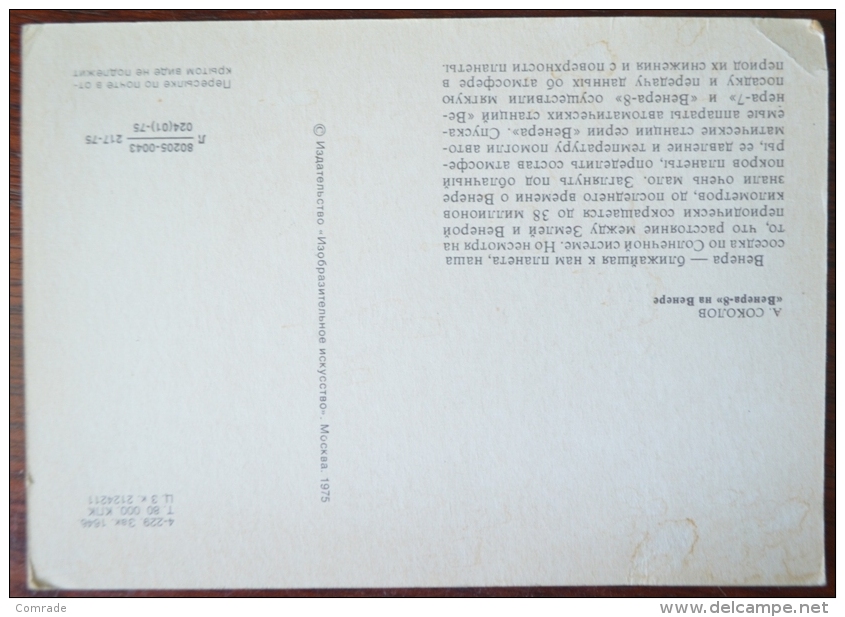 А. СОКОЛОВ
«Венера-8» на Венере
Венера — ближайшая к нам планета, наша
соседка по Солнечной системе. Но несмотря на
то, что расстояние между Землей и Венерой
периодически сокращается до 38 миллионов
километров, до последнего времени о Венере
знали очень мало. Заглянуть под облачный
покров планеты, определить состав атмосфе-
ры, ее давление и температуру помогли авто-
матические станции серии «Венера». Спуска-
емые аппараты автоматических станций «Ве-
нера-7» и «Венера-8» осуществили мягкую
посадку и передачу данных об атмосфере в
период их снижения и с поверхности планеты.
© Издательство «Изобразительное искусство». Москва. 1975
4-229. Зак. 1646
Т. 80 000. КПК
Ц. 3 к. 2124211
Я 80205-0043 217-75
024(01)-75
Пересылке по почте в от-
крытом виде не подлежит
Comrade
www.delcampe.net